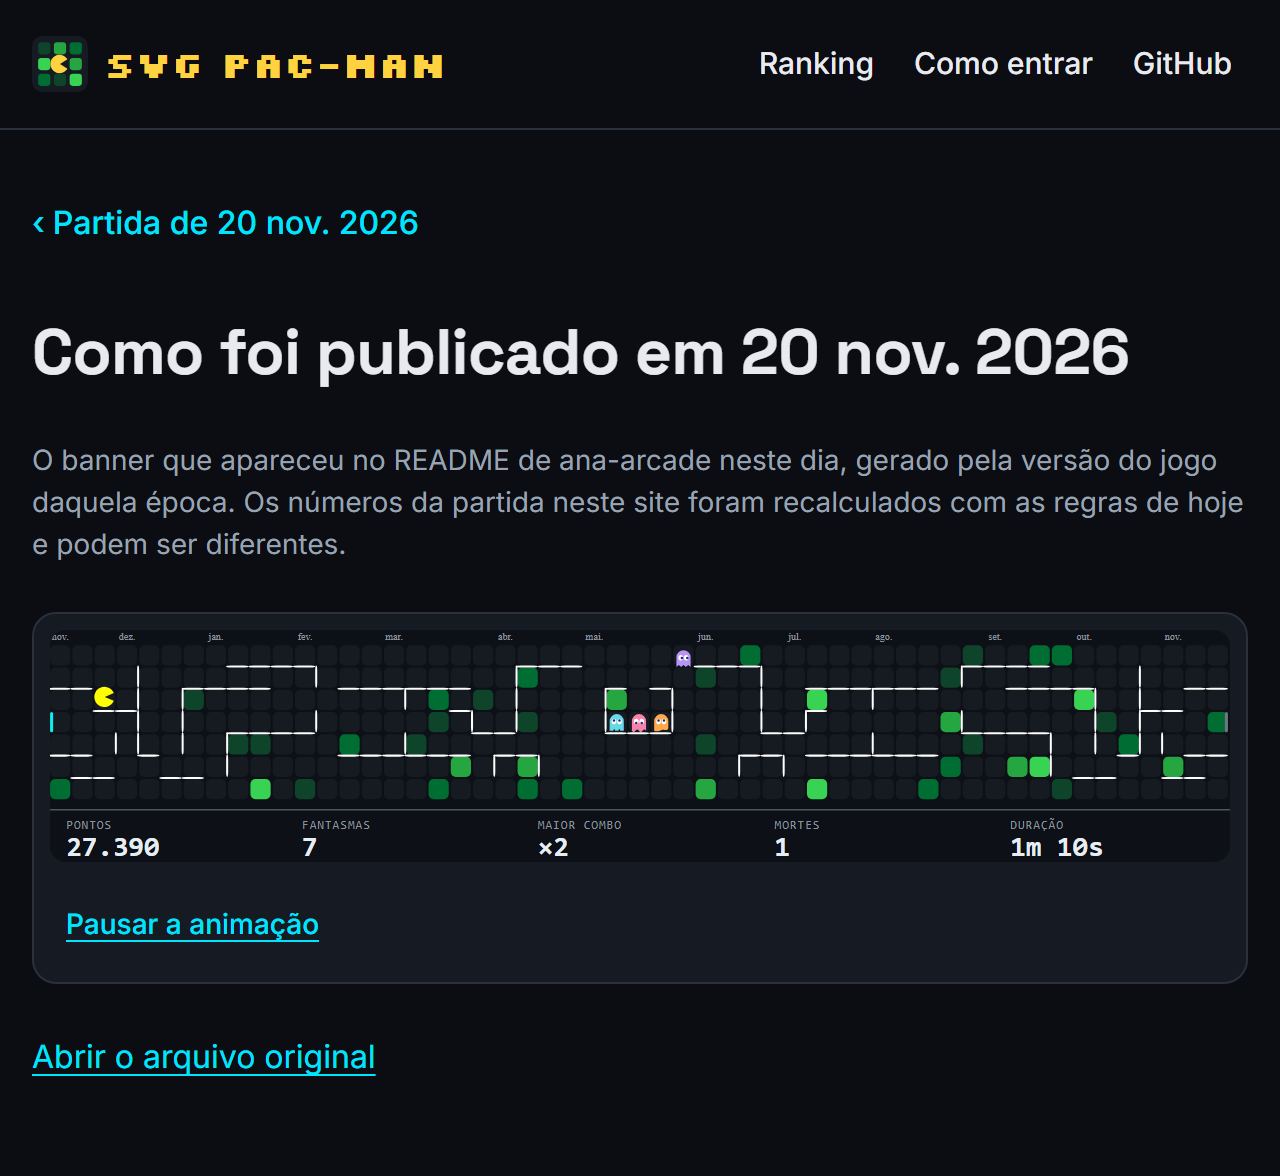 SVG PAC-MAN
Ranking Como entrar GitHub
‹ Partida de 20 nov. 2026
Como foi publicado em 20 nov. 2026
O banner que apareceu no README de ana-arcade neste dia, gerado pela versão do jogo
daquela época. Os números da partida neste site foram recalculados com as regras de hoje
e podem ser diferentes.
nov. dez. jan. fev. mar. abr. mai. jun. jul. ago. set. out. nov.
PONTOS FANTASMAS MAIOR COMBO MORTES DURAÇÃO
27.390 7 ×2 1 1m 10s
Pausar a animação
Abrir o arquivo original